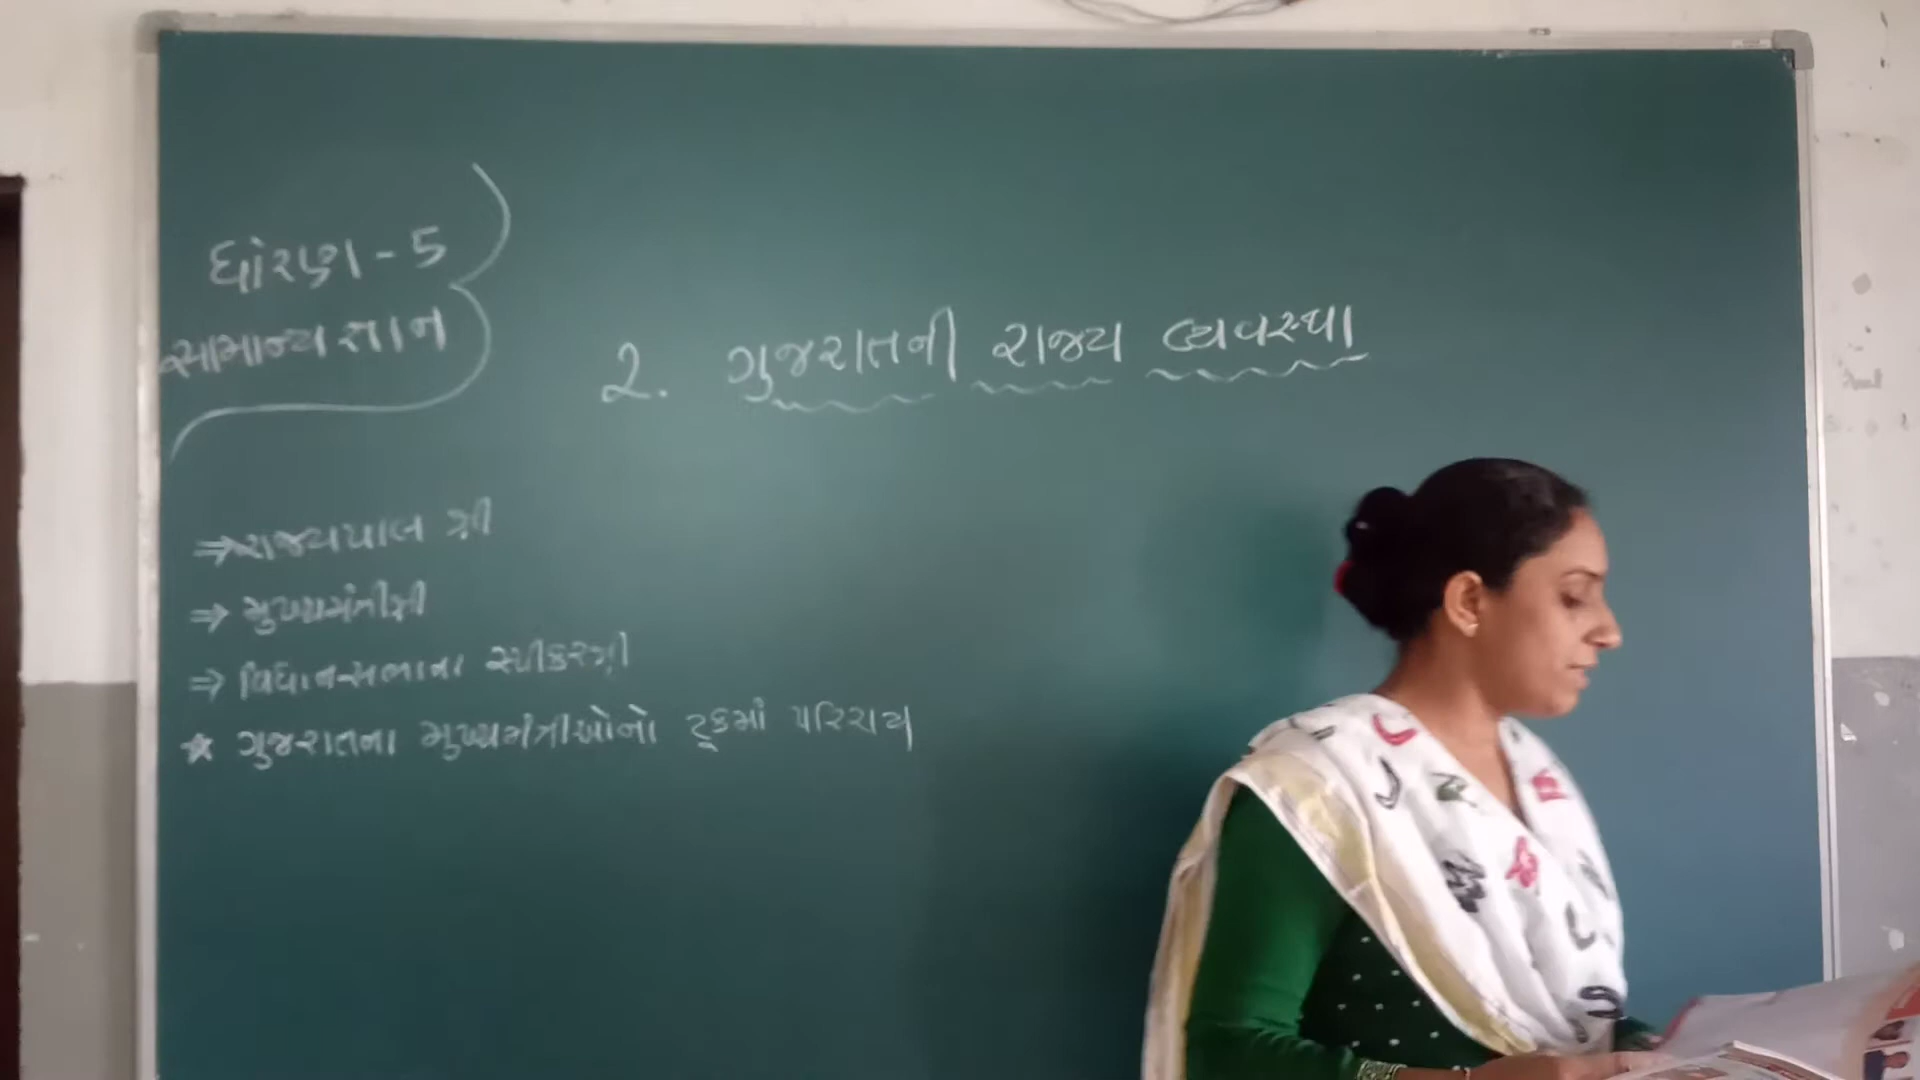 ધોરણ - 5
સામાન્ય જ્ઞાન
2. ગુજરાતની રાજ્ય વ્યવસ્થા
⇒ રાજ્યપાલ શ્રી
⇒ મુખ્યમંત્રીશ્રી
⇒ વિધાનસભાના સ્પીકરશ્રી
★ ગુજરાતના મુખ્યમંત્રીઓનો ટૂકમાં પરિચય